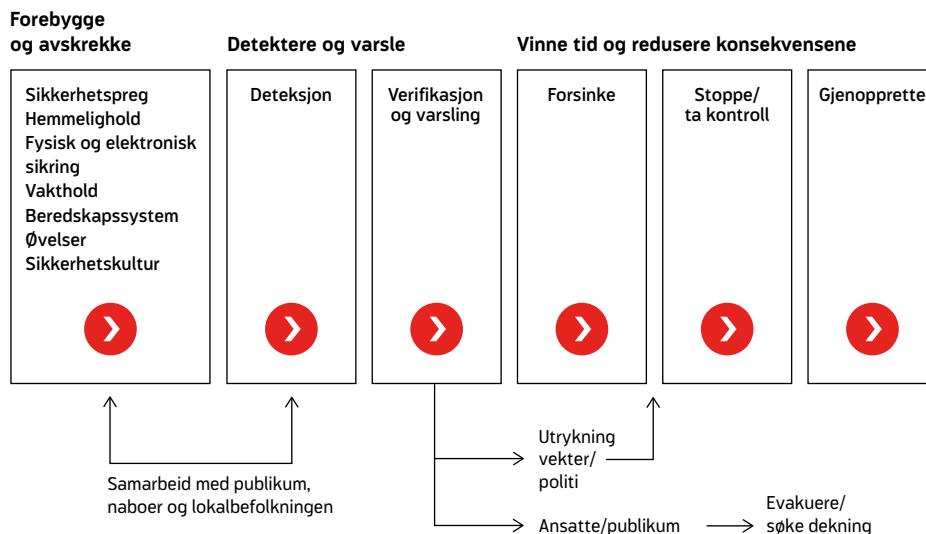 Forebygge
og avskrekke
Detektere og varsle
Vinne tid og redusere konsekvensene
Sikkerhetspreg
Hemmelighold
Fysisk og elektronisk
sikring
Vakthold
Beredskapssystem
Øvelser
Sikkerhetskultur
Deteksjon
Verifikasjon
og varsling
Forsinke
Stoppe/
ta kontroll
Gjenopprette
Samarbeid med publikum,
naboer og lokalbefolkningen
Utrykning
vekter/
politi
Ansatte/publikum
Evakuere/
søke dekning